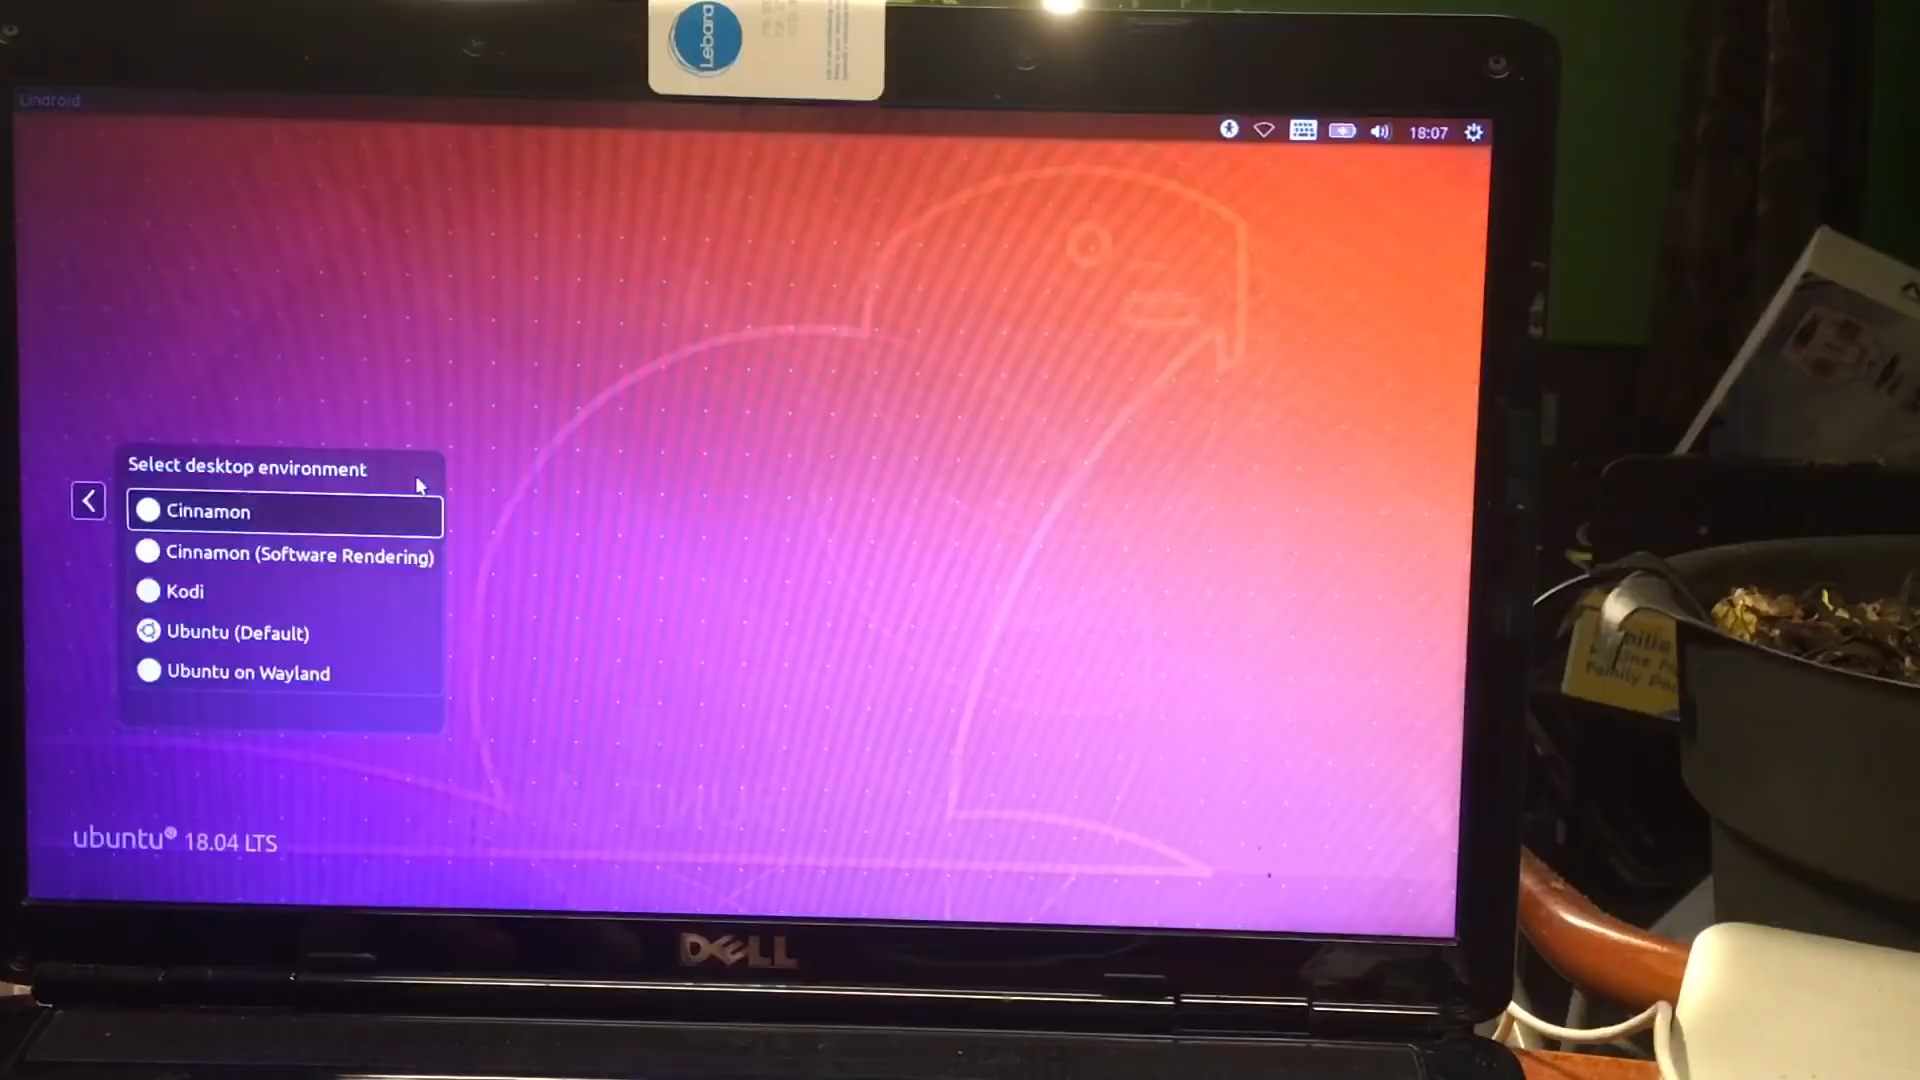 Lebara
Lindroid
18:07
Select desktop environment
Cinnamon
Cinnamon (Software Rendering)
Kodi
Ubuntu (Default)
Ubuntu on Wayland
ubuntu® 18.04 LTS
DELL
Family